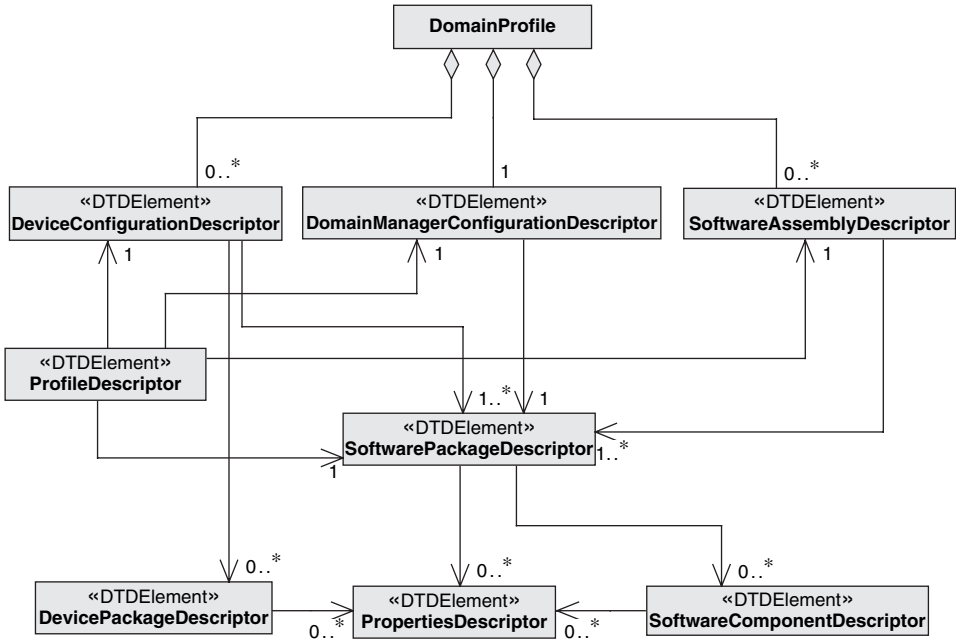 DomainProfile
0..*
1
0..*
«DTDElement»
DeviceConfigurationDescriptor
«DTDElement»
DomainManagerConfigurationDescriptor
«DTDElement»
SoftwareAssemblyDescriptor
1
1
1
«DTDElement»
ProfileDescriptor
1..*
1
«DTDElement»
SoftwarePackageDescriptor
1..*
1
0..*
0..*
0..*
«DTDElement»
DevicePackageDescriptor
«DTDElement»
PropertiesDescriptor
«DTDElement»
SoftwareComponentDescriptor
0..*
0..*